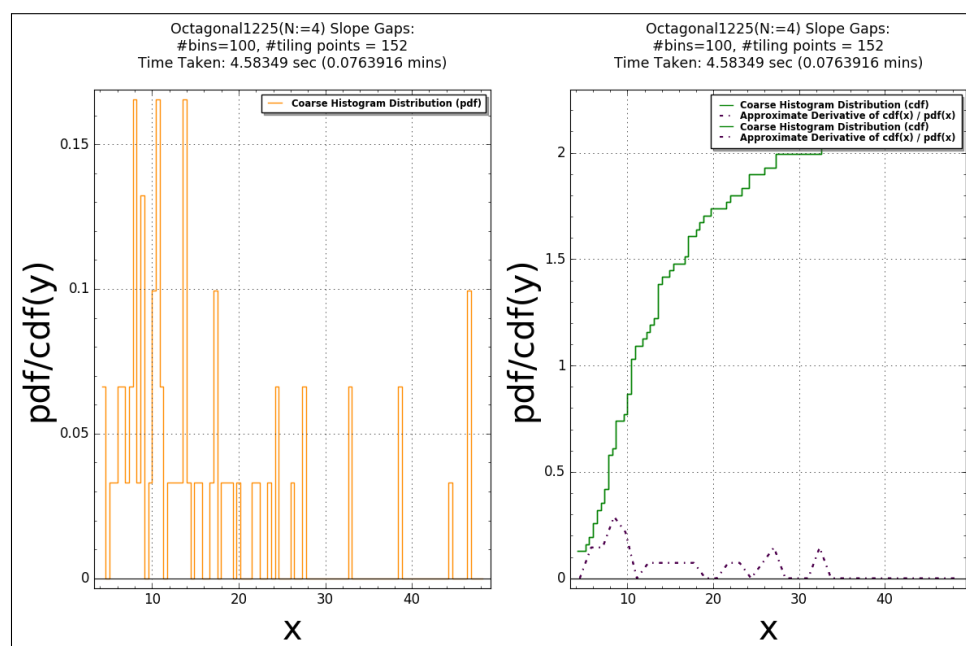 Octagonal1225(N:=4) Slope Gaps:
#bins=100, #tiling points = 152
Time Taken: 4.58349 sec (0.0763916 mins)
Coarse Histogram Distribution (pdf)
pdf/cdf(y)
0.15
0.1
0.05
0
10
20
30
40
x
Octagonal1225(N:=4) Slope Gaps:
#bins=100, #tiling points = 152
Time Taken: 4.58349 sec (0.0763916 mins)
Coarse Histogram Distribution (cdf)
Approximate Derivative of cdf(x) / pdf(x)
Coarse Histogram Distribution (cdf)
Approximate Derivative of cdf(x) / pdf(x)
pdf/cdf(y)
2
1.5
1
0.5
0
10
20
30
40
x